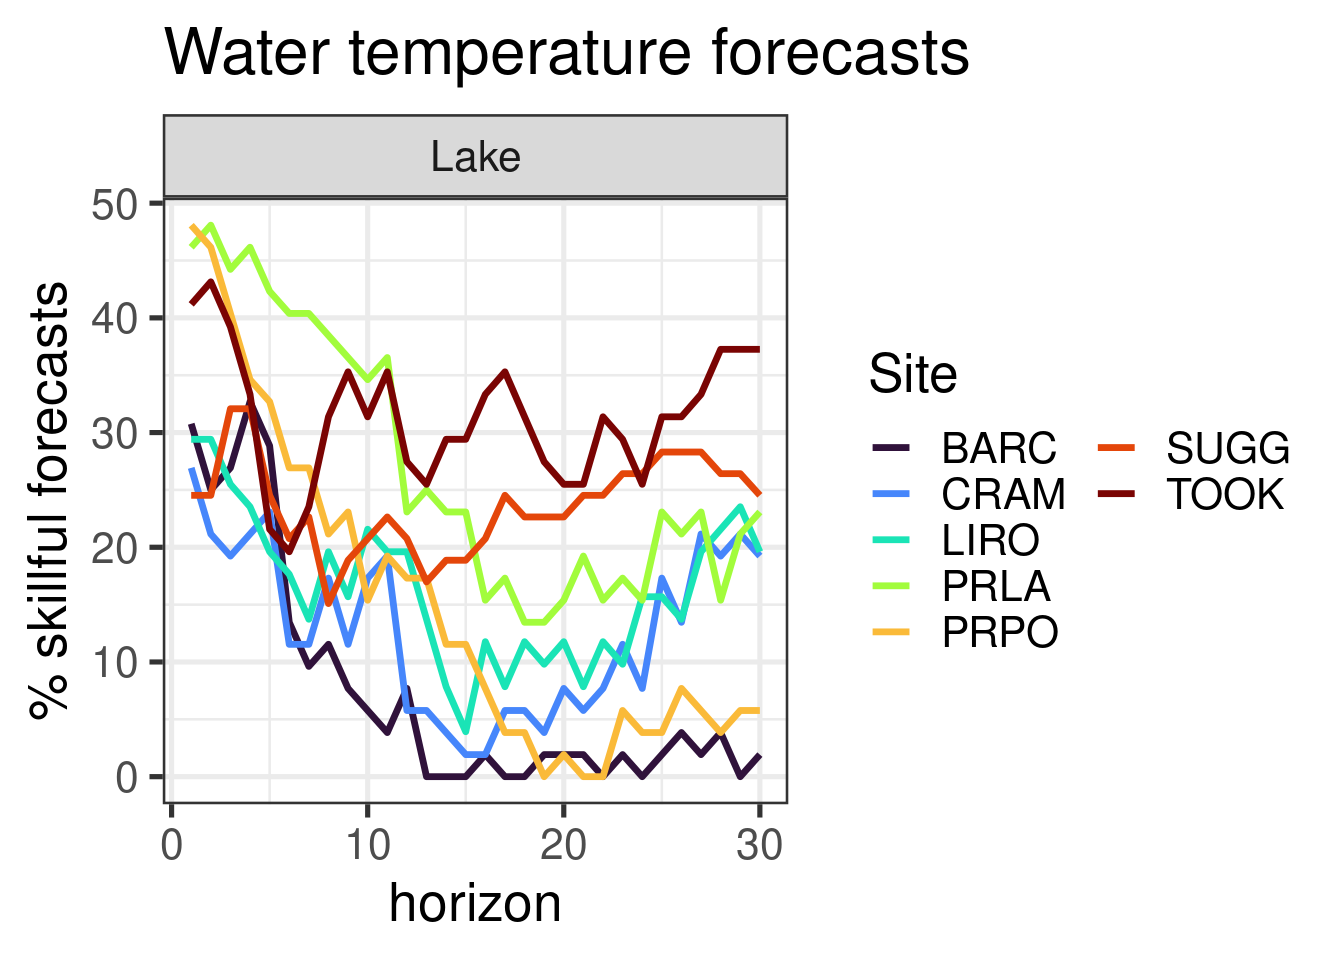 Water temperature forecasts
Lake
% skillful forecasts
50
40
30
20
10
0
0 10 20 30
horizon
Site
BARC SUGG
CRAM TOOK
LIRO
PRLA
PRPO